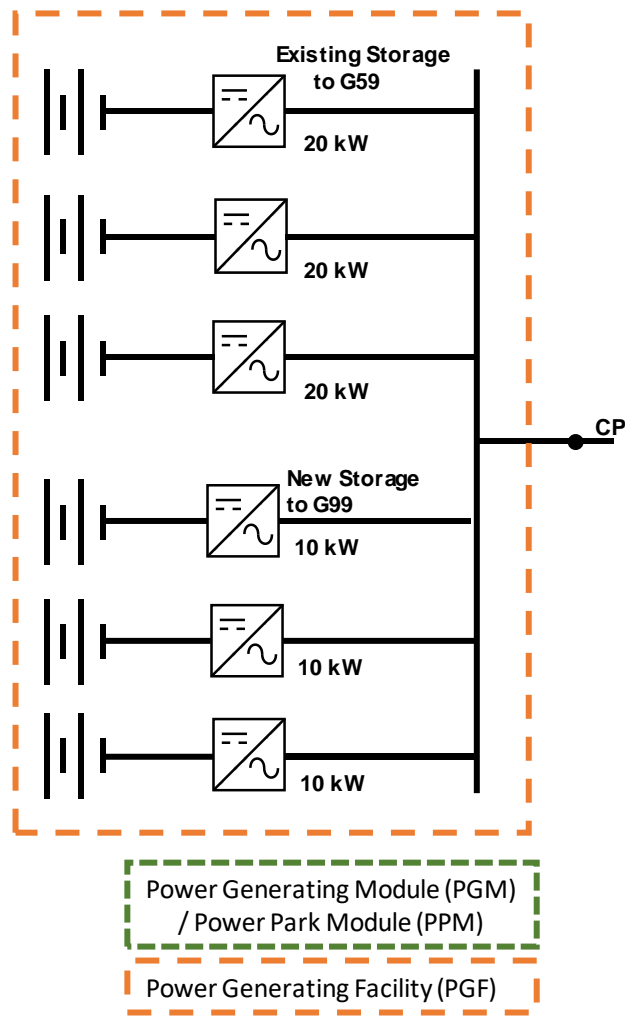 Existing Storage
to G59
20 kW
20 kW
20 kW
CP
New Storage
to G99
10 kW
10 kW
10 kW
Power Generating Module (PGM)
/ Power Park Module (PPM)
Power Generating Facility (PGF)